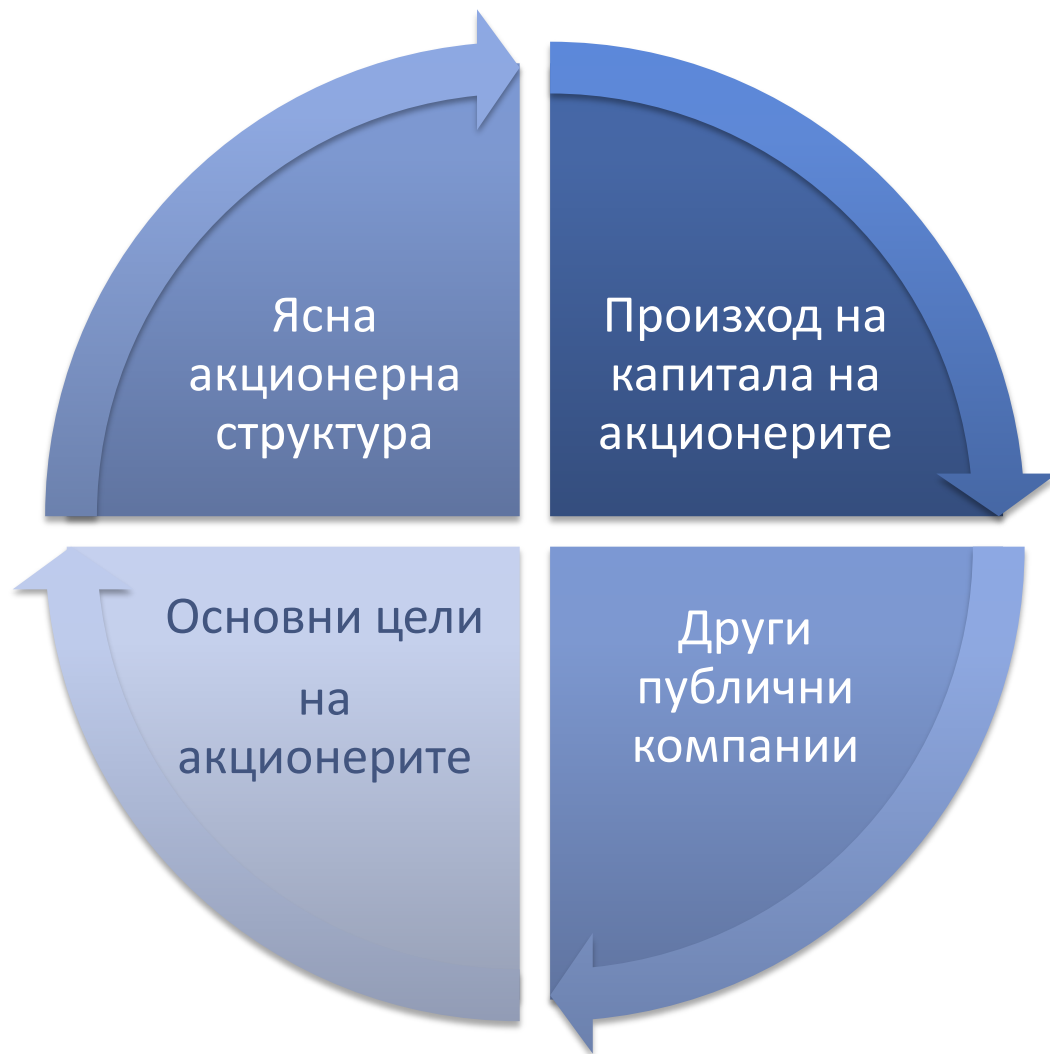 Ясна
акционерна
структура
Произход на
капитала на
акционерите
Основни цели
на
акционерите
Други
публични
компании